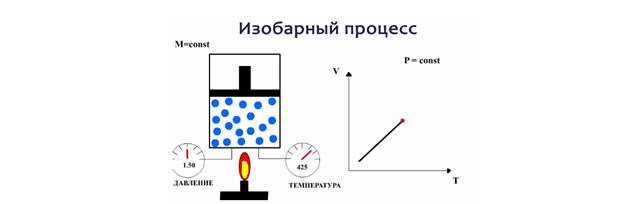 Изобарный процесс
M=const
V
P = const
1.50
425
ДАВЛЕНИЕ
ТЕМПЕРАТУРА
T